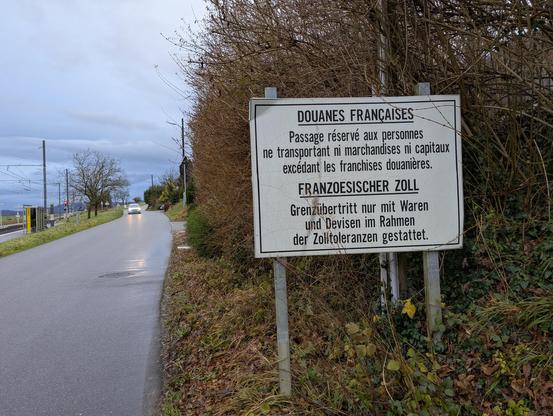 DOUANES FRANÇAISES
Passage réservé aux personnes
ne transportant ni marchandises ni capitaux
excédant les franchises douanières.
FRANZOESISCHER ZOLL
Grenzübertritt nur mit Waren
und Devisen im Rahmen
der Zolltoleranzen gestattet.